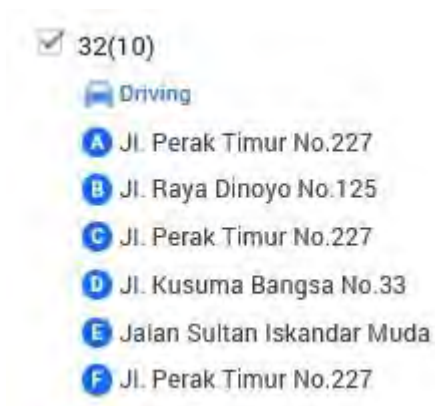 32(10)
Driving
A Jl. Perak Timur No.227
B Jl. Raya Dinoyo No.125
C Jl. Perak Timur No.227
D Jl. Kusuma Bangsa No.33
E Jalan Sultan Iskandar Muda
F Jl. Perak Timur No.227